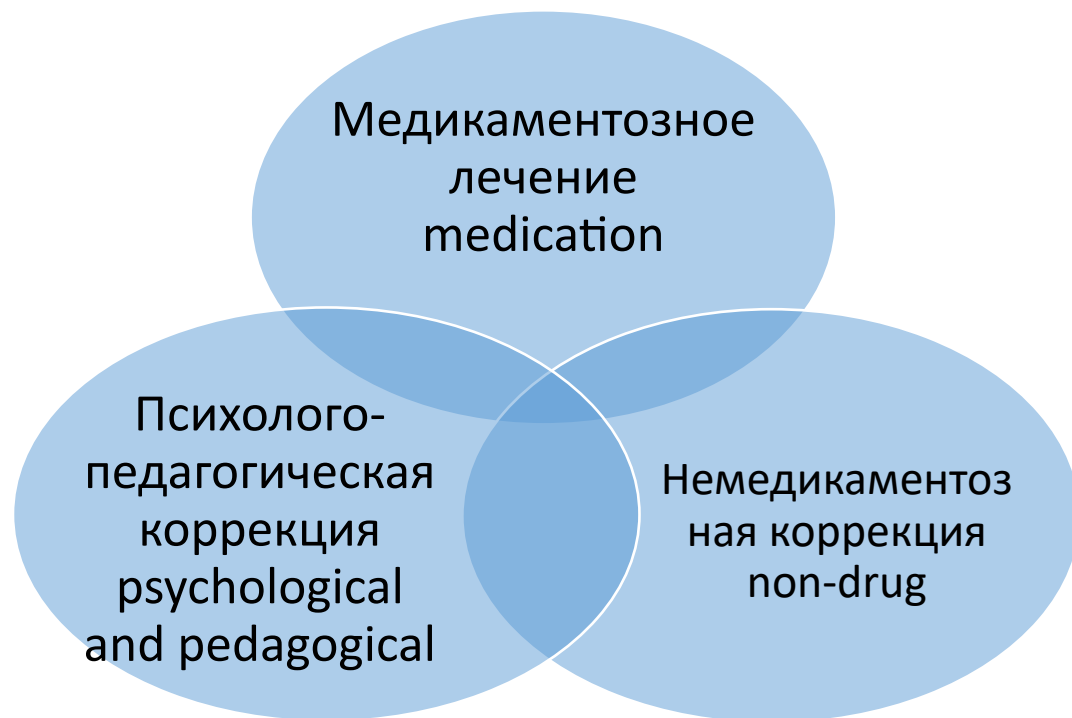 Медикаментозное
лечение
medication
Психолого-
педагогическая
коррекция
psychological
and pedagogical
Немедикаментоз
ная коррекция
non-drug